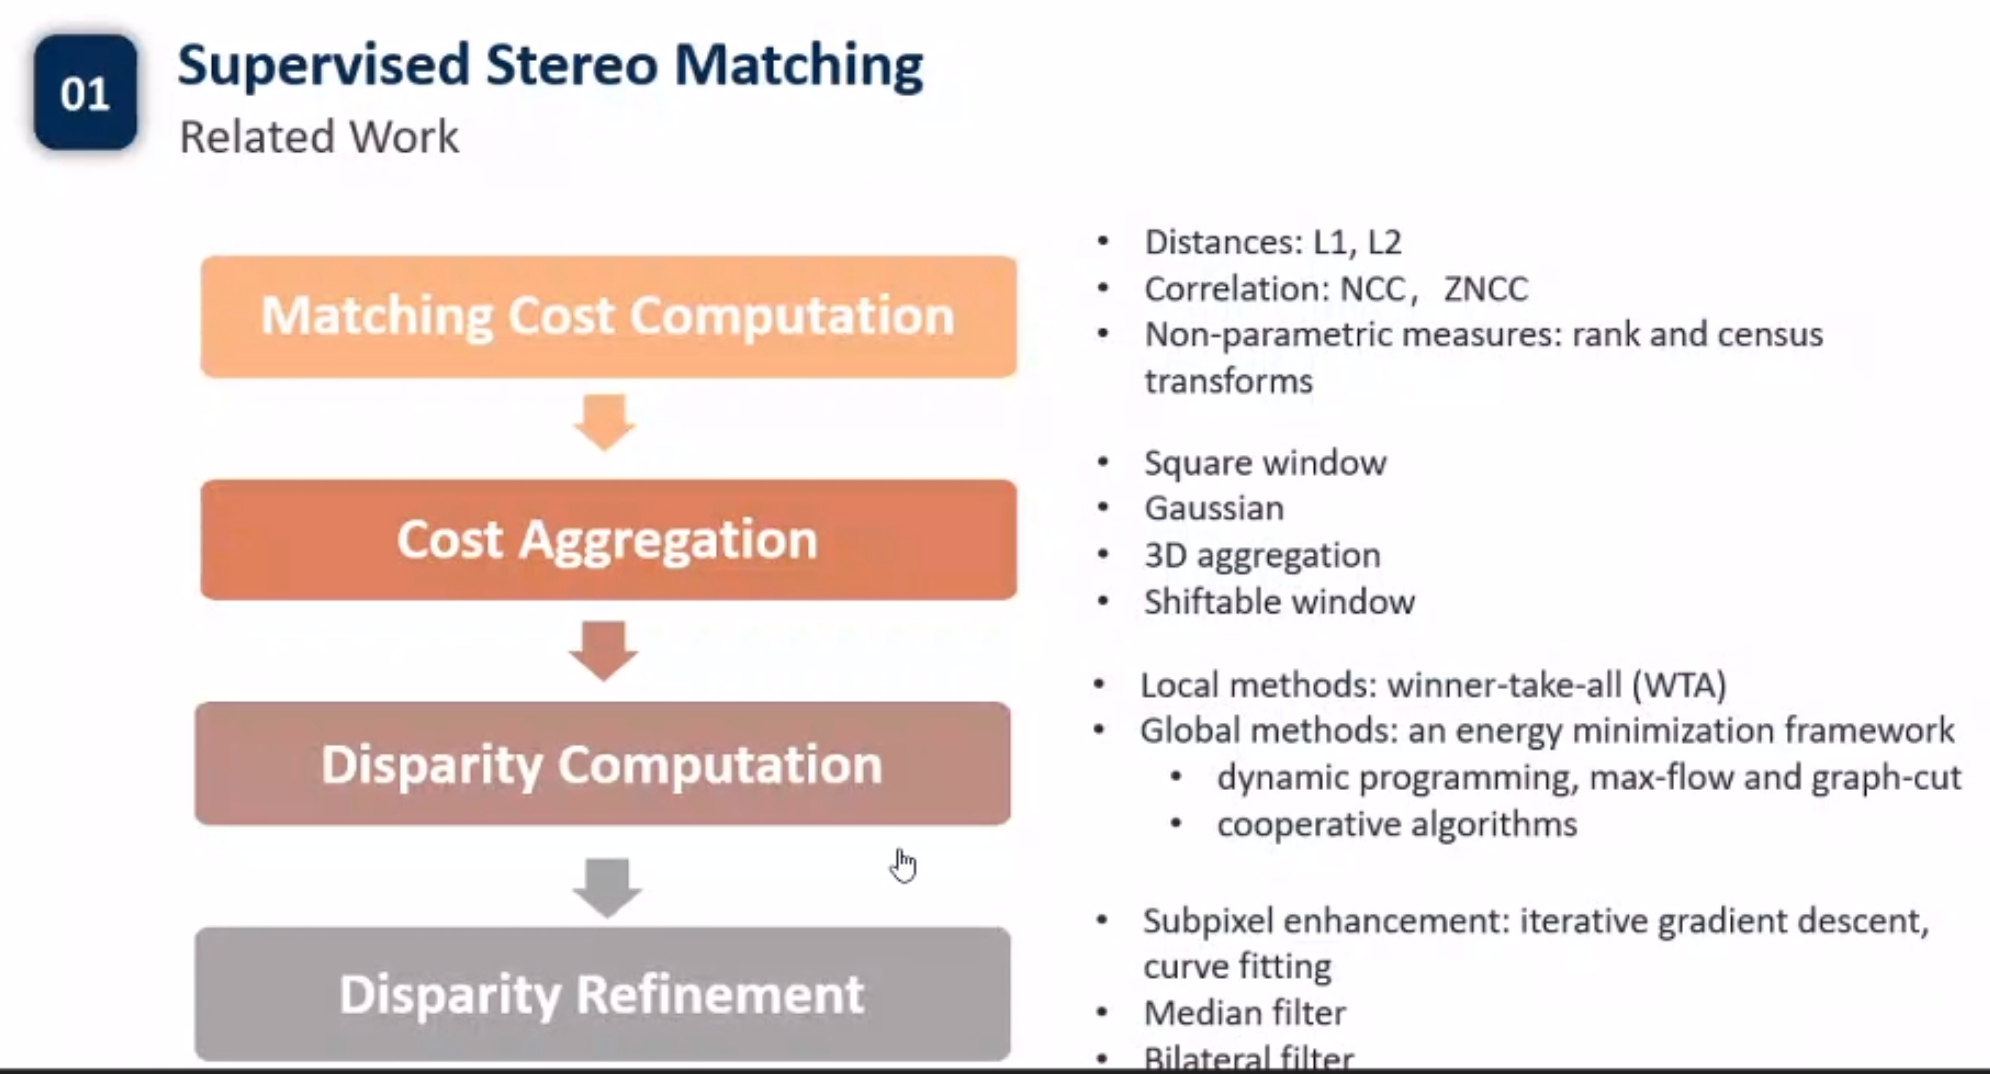 01
Supervised Stereo Matching
Related Work
Matching Cost Computation
• Distances: L1, L2
• Correlation: NCC， ZNCC
• Non-parametric measures: rank and census
transforms
Cost Aggregation
• Square window
• Gaussian
• 3D aggregation
• Shiftable window
Disparity Computation
• Local methods: winner-take-all (WTA)
• Global methods: an energy minimization framework
• dynamic programming, max-flow and graph-cut
• cooperative algorithms
Disparity Refinement
• Subpixel enhancement: iterative gradient descent,
curve fitting
• Median filter
• Bilateral filter